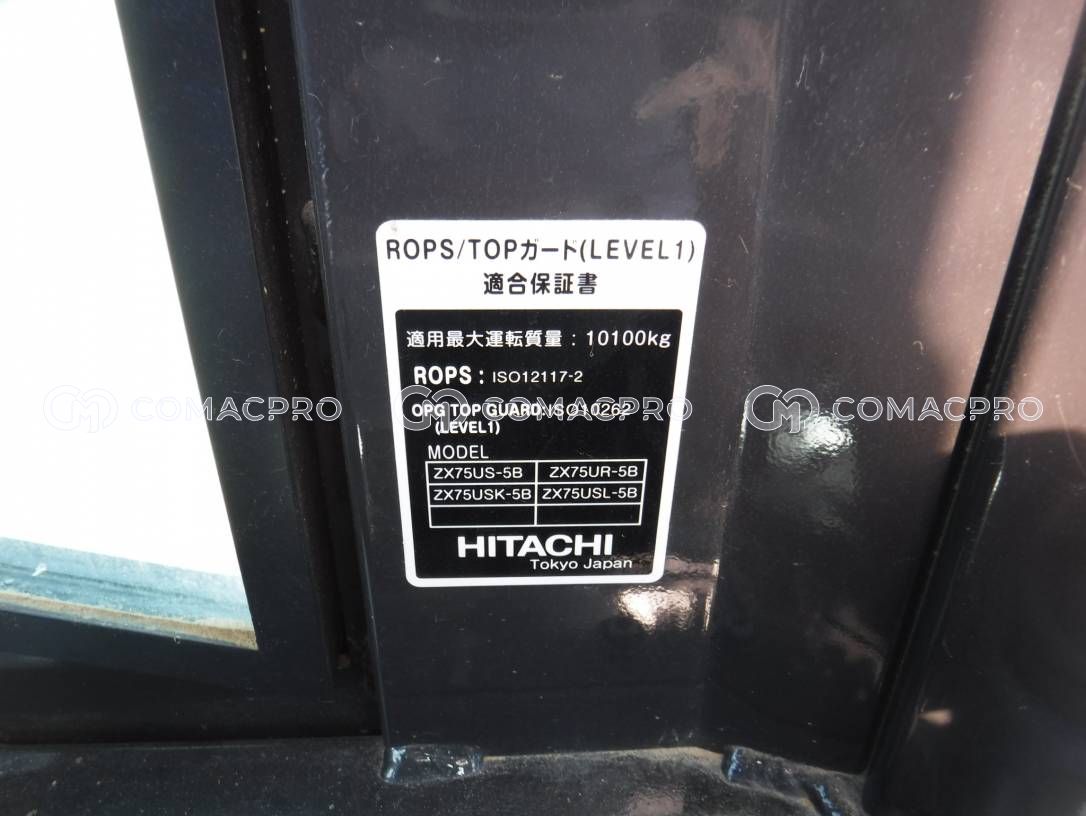 ROPS/TOPガード(LEVEL1)
適合保証書
適用最大運転質量：10100kg
ROPS：ISO12117-2
OPG TOP GUARD:ISO10262
(LEVEL1)
COMACPRO COMACPRO COMACPRO
MODEL
ZX75US-5B ZX75UR-5B
ZX75USK-5B ZX75USL-5B
HITACHI
Tokyo Japan